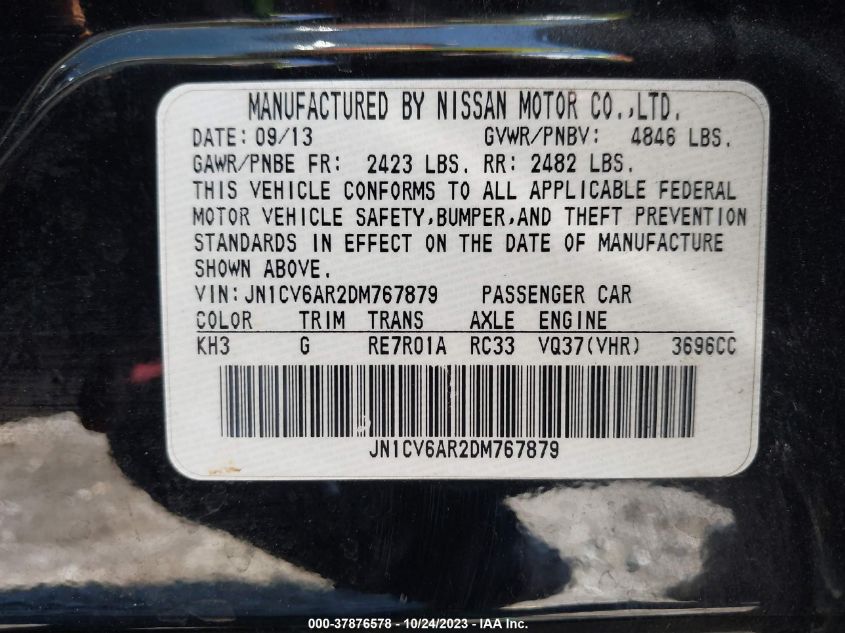 MANUFACTURED BY NISSAN MOTOR CO.,LTD.
DATE: 09/13 GVWR/PNBV: 4846 LBS.
GAWR/PNBE FR: 2423 LBS. RR: 2482 LBS.
THIS VEHICLE CONFORMS TO ALL APPLICABLE FEDERAL
MOTOR VEHICLE SAFETY,BUMPER,AND THEFT PREVENTION
STANDARDS IN EFFECT ON THE DATE OF MANUFACTURE
SHOWN ABOVE.
VIN: JN1CV6AR2DM767879 PASSENGER CAR
COLOR TRIM TRANS AXLE ENGINE
KH3 G RE7R01A RC33 VQ37(VHR) 3696CC
JN1CV6AR2DM767879
000-37876578 - 10/24/2023 - IAA Inc.